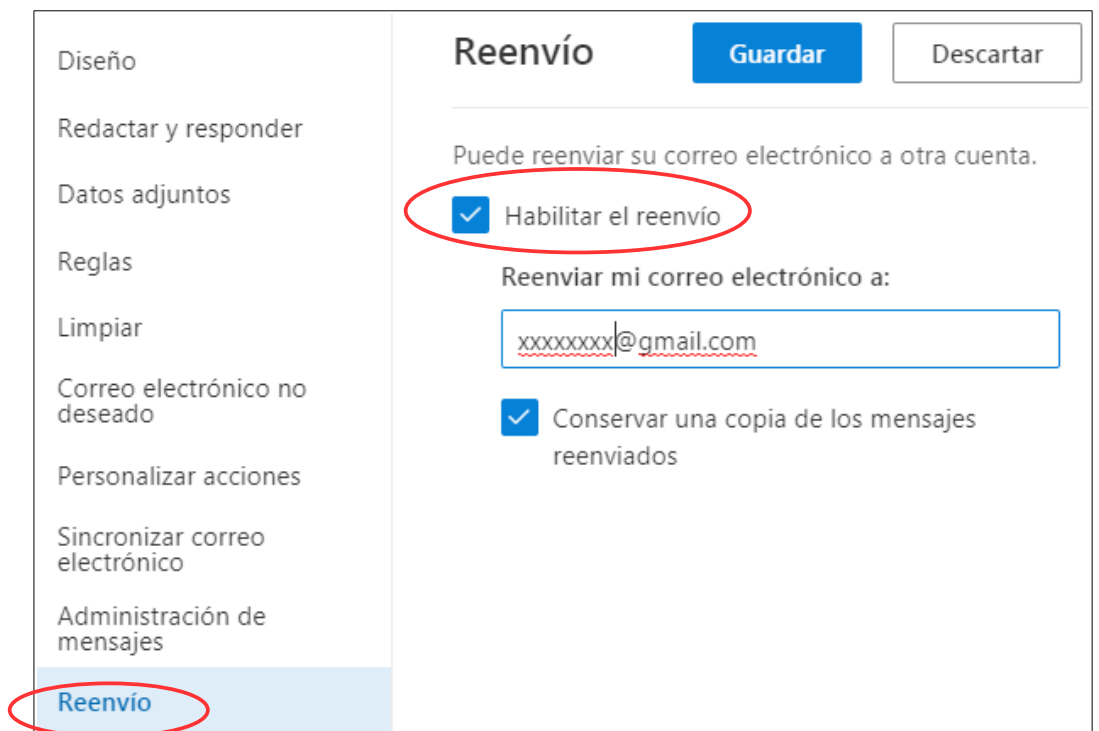 Diseño
Redactar y responder
Datos adjuntos
Reglas
Limpiar
Correo electrónico no
deseado
Personalizar acciones
Sincronizar correo
electrónico
Administración de
mensajes
Reenvío
Reenvío
Guardar
Descartar
Puede reenviar su correo electrónico a otra cuenta.
Habilitar el reenvío
Reenviar mi correo electrónico a:
xxxxxxxx@gmail.com
Conservar una copia de los mensajes
reenviados